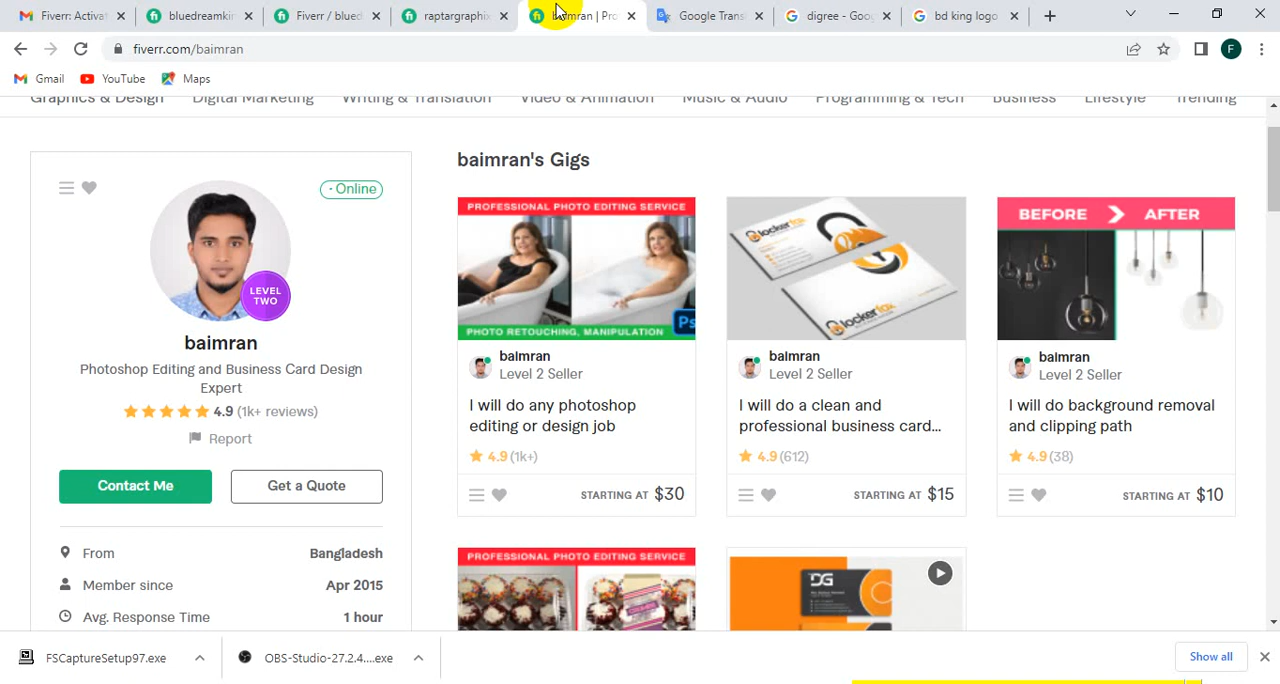 Fiverr: Activat
bluedreamkin
Fiverr / blued
raptargraphix
baimran | Pro
Google Trans
digree - Goog
bd king logo
fiverr.com/baimran
F
Gmail
YouTube
Maps
Graphics & Design
Digital Marketing
Writing & Translation
Video & Animation
Music & Audio
Programming & Tech
Business
Lifestyle
Trending
· Online
LEVEL
TWO
baimran
Photoshop Editing and Business Card Design
Expert
4.9 (1k+ reviews)
Report
Contact Me
Get a Quote
From
Bangladesh
Member since
Apr 2015
Avg. Response Time
1 hour
baimran's Gigs
PROFESSIONAL PHOTO EDITING SERVICE
PHOTO RETOUCHING, MANIPULATION
Ps
baimran
Level 2 Seller
I will do any photoshop
editing or design job
4.9 (1k+)
STARTING AT $30
lockerfox
lockerfox
baimran
Level 2 Seller
I will do a clean and
professional business card...
4.9 (612)
STARTING AT $15
BEFORE
AFTER
baimran
Level 2 Seller
I will do background removal
and clipping path
4.9 (38)
STARTING AT $10
PROFESSIONAL PHOTO EDITING SERVICE
DG
FSCaptureSetup97.exe
OBS-Studio-27.2.4....exe
Show all